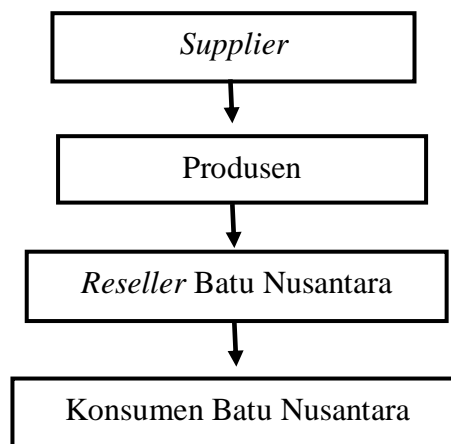 Supplier
Produsen
Reseller Batu Nusantara
Konsumen Batu Nusantara